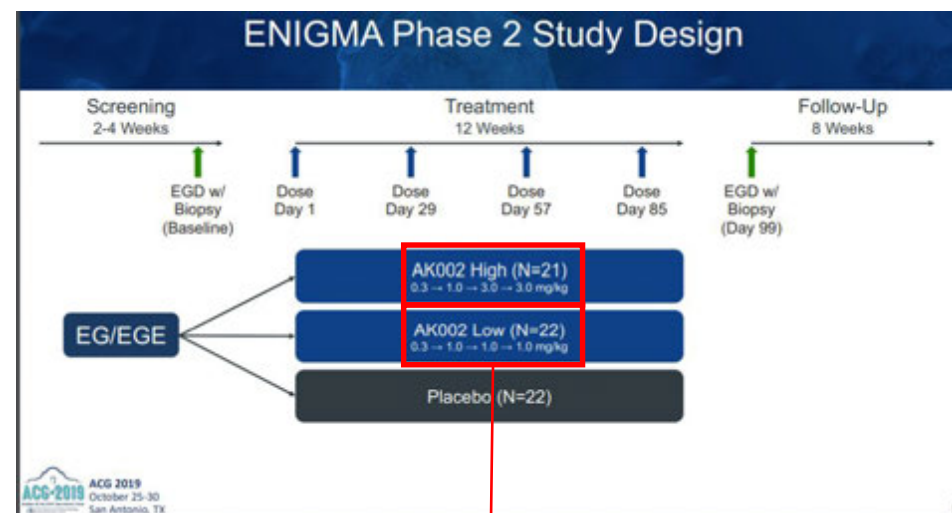 ENIGMA Phase 2 Study Design
Screening
2-4 Weeks
Treatment
12 Weeks
Follow-Up
8 Weeks
EGD w/
Biopsy
(Baseline)
Dose
Day 1
Dose
Day 29
Dose
Day 57
Dose
Day 85
EGD w/
Biopsy
(Day 99)
EG/EGE
AK002 High (N=21)
0.3 → 1.0 → 3.0 → 3.0 mg/kg
AK002 Low (N=22)
0.3 → 1.0 → 1.0 → 1.0 mg/kg
Placebo (N=22)
ACG-2019
ACG 2019
October 25-30
San Antonio, TX